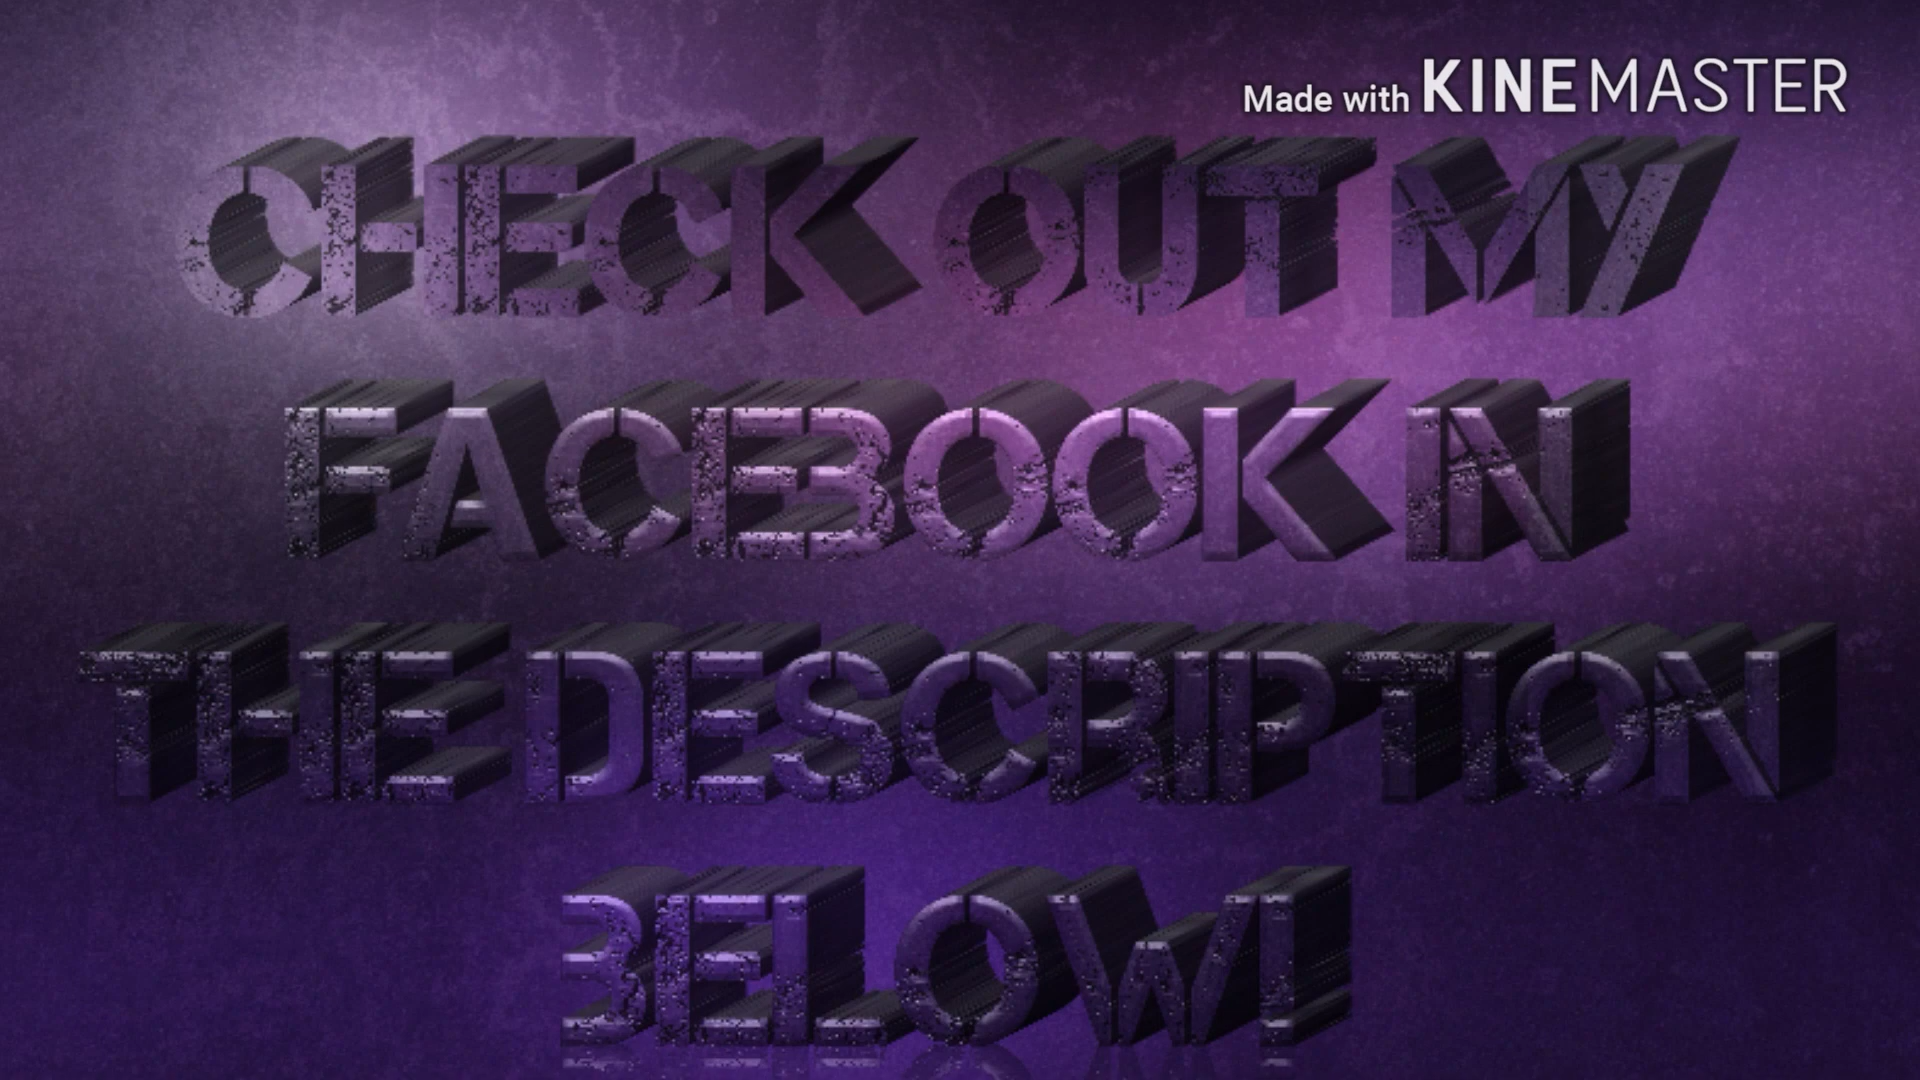 Made with KINEMASTER
CHECK OUT MY
FACEBOOK IN
THE DESCRIPTION
BELOW!